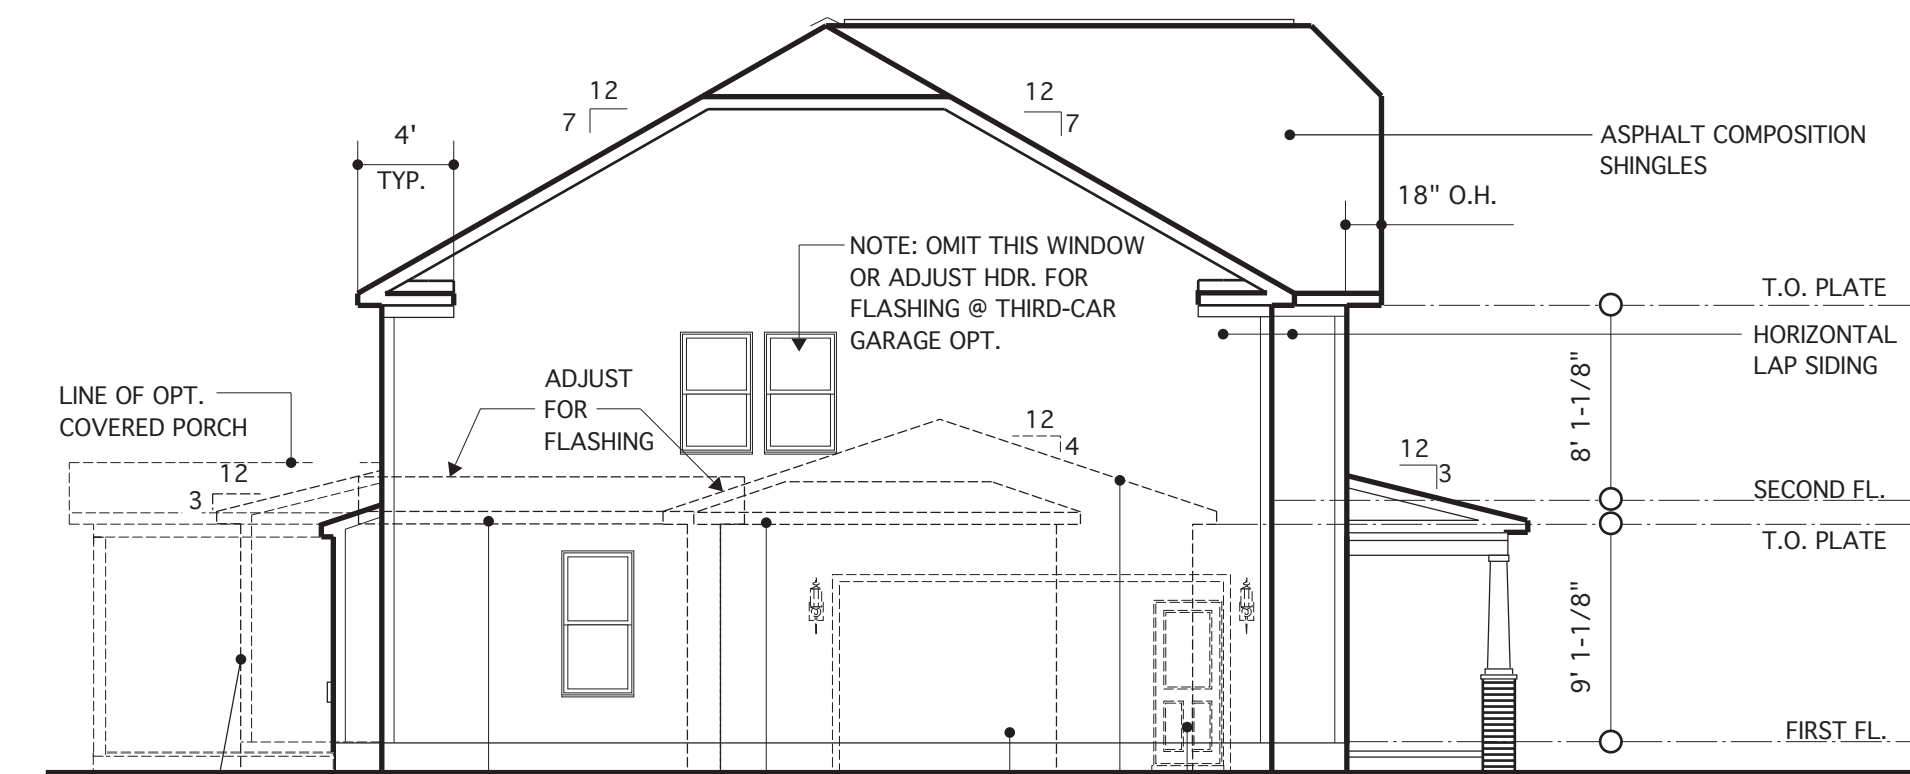 12
7
12
7
4'
TYP.
ASPHALT COMPOSITION
SHINGLES
18" O.H.
NOTE: OMIT THIS WINDOW
OR ADJUST HDR. FOR
FLASHING @ THIRD-CAR
GARAGE OPT.
T.O. PLATE
HORIZONTAL
LAP SIDING
8' 1-1/8"
LINE OF OPT.
COVERED PORCH
ADJUST
FOR
FLASHING
12
4
12
3
12
3
SECOND FL.
T.O. PLATE
9' 1-1/8"
FIRST FL.